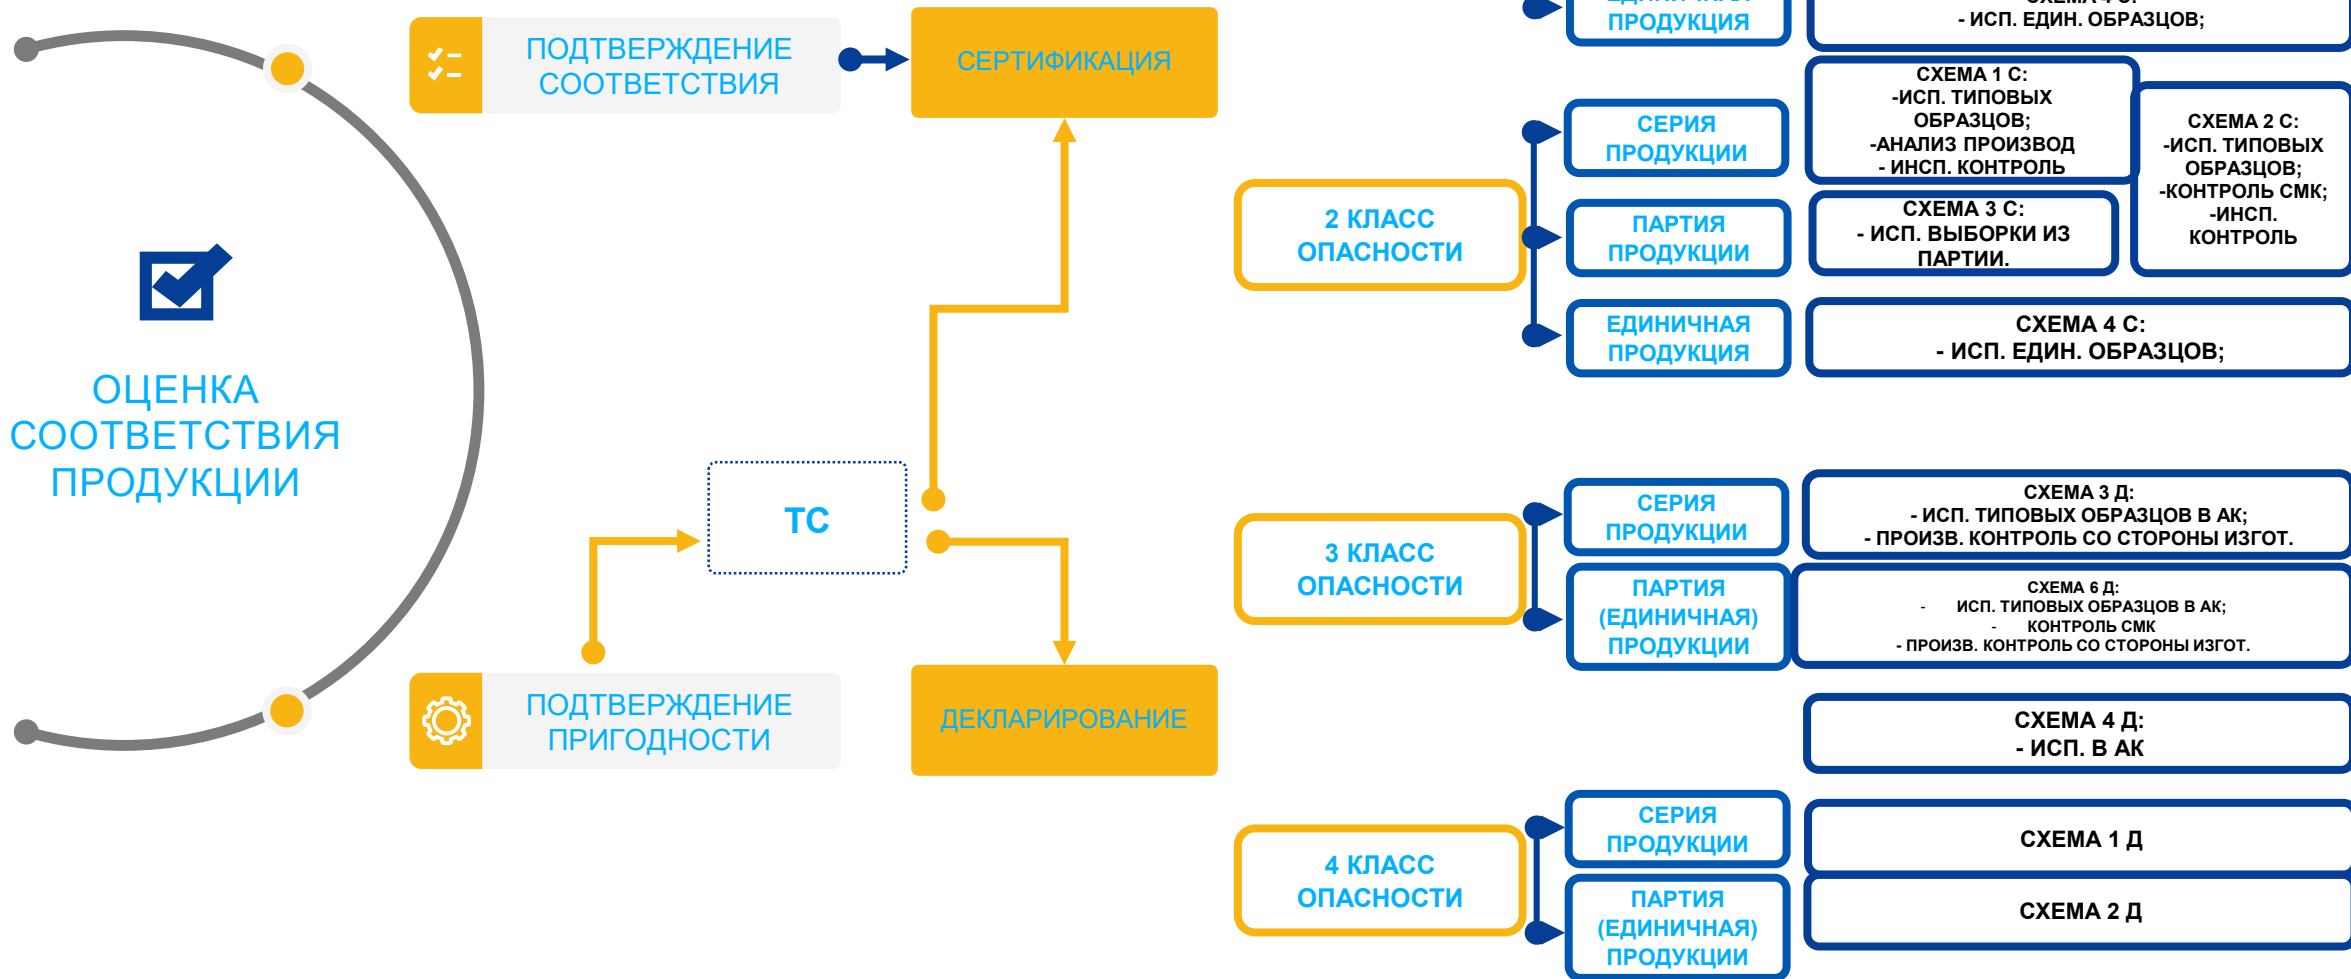 ПОДТВЕРЖДЕНИЕ
СООТВЕТСТВИЯ
СЕРТИФИКАЦИЯ
ПРОДУКЦИЯ
- ИСП. ЕДИН. ОБРАЗЦОВ;
ОЦЕНКА
СООТВЕТСТВИЯ
ПРОДУКЦИИ
ТС
ПОДТВЕРЖДЕНИЕ
ПРИГОДНОСТИ
ДЕКЛАРИРОВАНИЕ
2 КЛАСС
ОПАСНОСТИ
СЕРИЯ
ПРОДУКЦИИ
СХЕМА 1 С:
-ИСП. ТИПОВЫХ
ОБРАЗЦОВ;
-АНАЛИЗ ПРОИЗВОД
- ИНСП. КОНТРОЛЬ
СХЕМА 2 С:
-ИСП. ТИПОВЫХ
ОБРАЗЦОВ;
-КОНТРОЛЬ СМК;
-ИНСП.
КОНТРОЛЬ
ПАРТИЯ
ПРОДУКЦИИ
СХЕМА 3 С:
- ИСП. ВЫБОРКИ ИЗ
ПАРТИИ.
ЕДИНИЧНАЯ
ПРОДУКЦИЯ
СХЕМА 4 С:
- ИСП. ЕДИН. ОБРАЗЦОВ;
3 КЛАСС
ОПАСНОСТИ
СЕРИЯ
ПРОДУКЦИИ
СХЕМА 3 Д:
- ИСП. ТИПОВЫХ ОБРАЗЦОВ В АК;
- ПРОИЗВ. КОНТРОЛЬ СО СТОРОНЫ ИЗГОТ.
ПАРТИЯ
(ЕДИНИЧНАЯ)
ПРОДУКЦИИ
СХЕМА 6 Д:
- ИСП. ТИПОВЫХ ОБРАЗЦОВ В АК;
- КОНТРОЛЬ СМК
- ПРОИЗВ. КОНТРОЛЬ СО СТОРОНЫ ИЗГОТ.
СХЕМА 4 Д:
- ИСП. В АК
4 КЛАСС
ОПАСНОСТИ
СЕРИЯ
ПРОДУКЦИИ
СХЕМА 1 Д
ПАРТИЯ
(ЕДИНИЧНАЯ)
ПРОДУКЦИИ
СХЕМА 2 Д